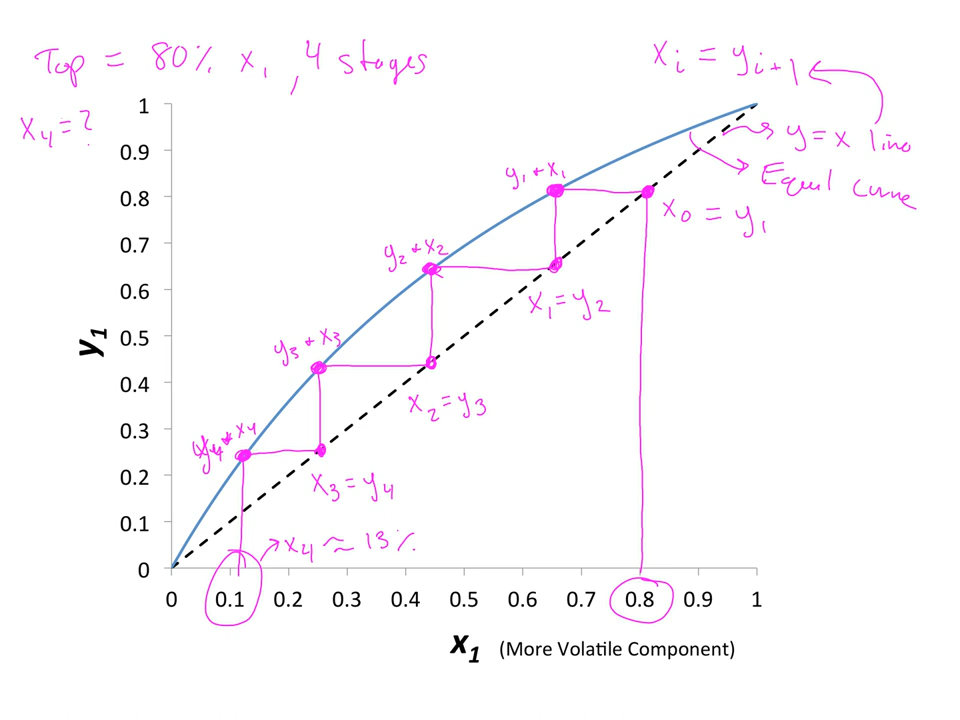 Top = 80% x₁ , 4 stages
xᵢ = yᵢ₊₁
x₄ = ?
y = x line
Equil curve
1
0.9
0.8
0.7
0.6
0.5
0.4
0.3
0.2
0.1
0
y₁
y₁ + x₁
x₀ = y₁
y₂ + x₂
x₁ = y₂
y₃ + x₃
x₂ = y₃
y₄ + x₄
x₃ = y₄
x₄ ≈ 13%
0 0.1 0.2 0.3 0.4 0.5 0.6 0.7 0.8 0.9 1
x₁ (More Volatile Component)